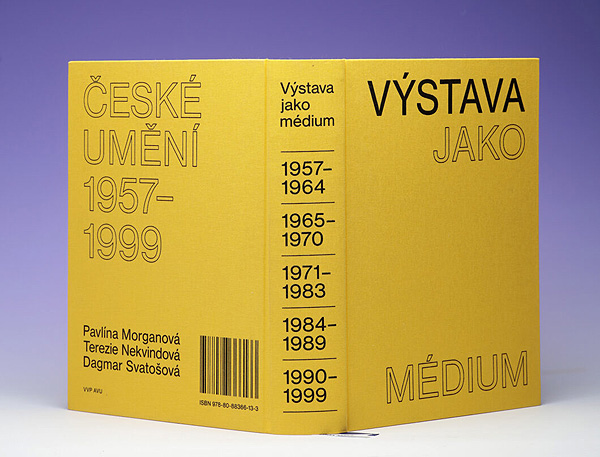 ČESKÉ
UMĚNÍ
1957–
1999
Pavlína Morganová
Terezie Nekvindová
Dagmar Svatošová
VVP AVU
ISBN 978-80-88366-13-3
Výstava
jako
médium
1957–
1964
1965–
1970
1971–
1983
1984–
1989
1990–
1999
VÝSTAVA
JAKO
MÉDIUM